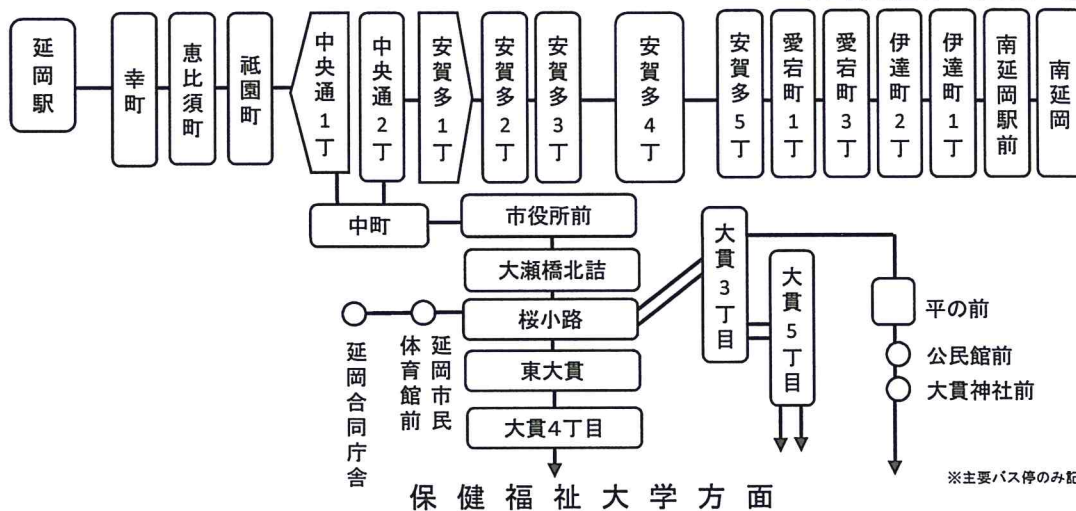 延岡駅
幸町
恵比須町
祗園町
中央通1丁
中央通2丁
安賀多1丁
安賀多2丁
安賀多3丁
安賀多4丁
安賀多5丁
愛宕町1丁
愛宕町3丁
伊達町2丁
伊達町1丁
南延岡駅前
南延岡
中町
市役所前
大瀬橋北詰
桜小路
東大貫
大貫4丁目
大貫3丁目
大貫5丁目
平の前
公民館前
大貫神社前
延岡市民
体育館前
延岡合同庁舎
保健福祉大学方面
※主要バス停のみ記